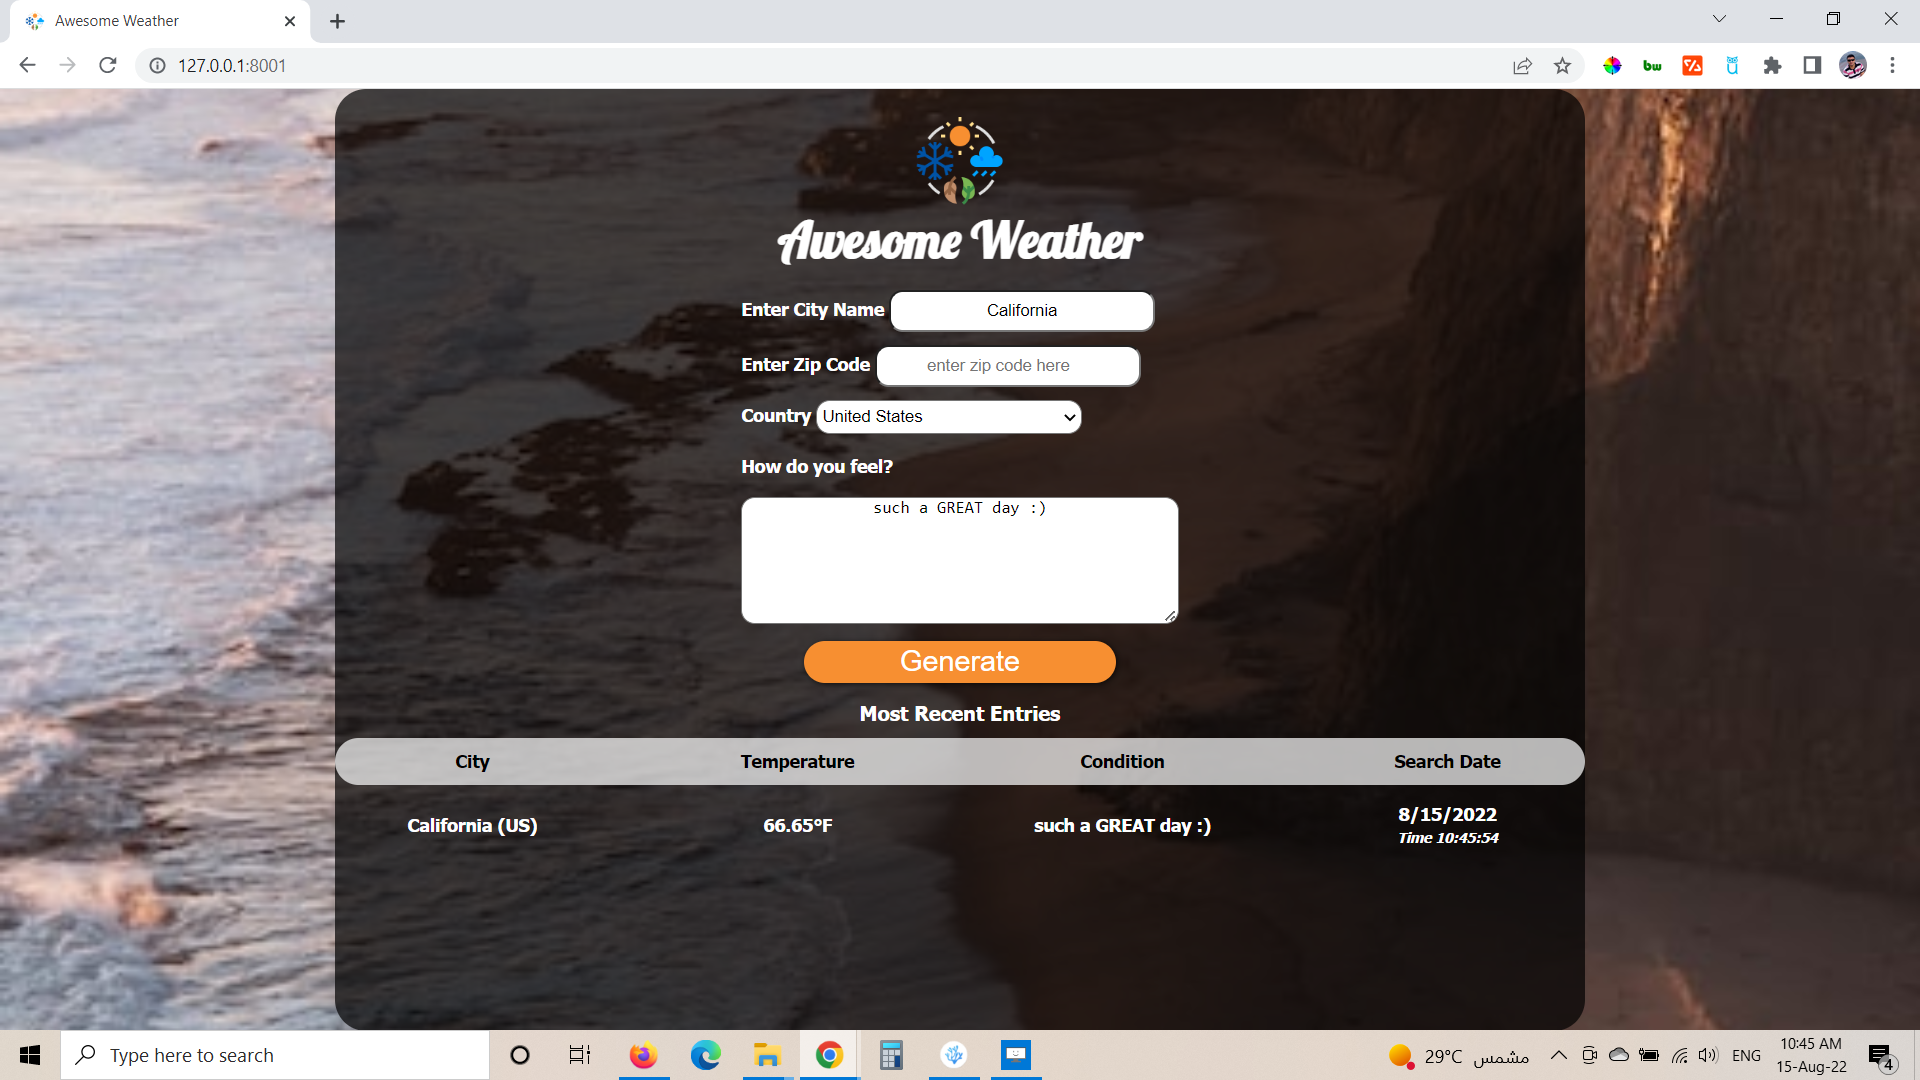 Awesome Weather
127.0.0.1:8001
bw
Awesome Weather
Enter City Name California
Enter Zip Code enter zip code here
Country United States
How do you feel?
such a GREAT day :)
Generate
Most Recent Entries
City Temperature Condition Search Date
California (US) 66.65°F such a GREAT day :) 8/15/2022
Time 10:45:54
Type here to search
29°C مشمس
ENG
10:45 AM
15-Aug-22
4